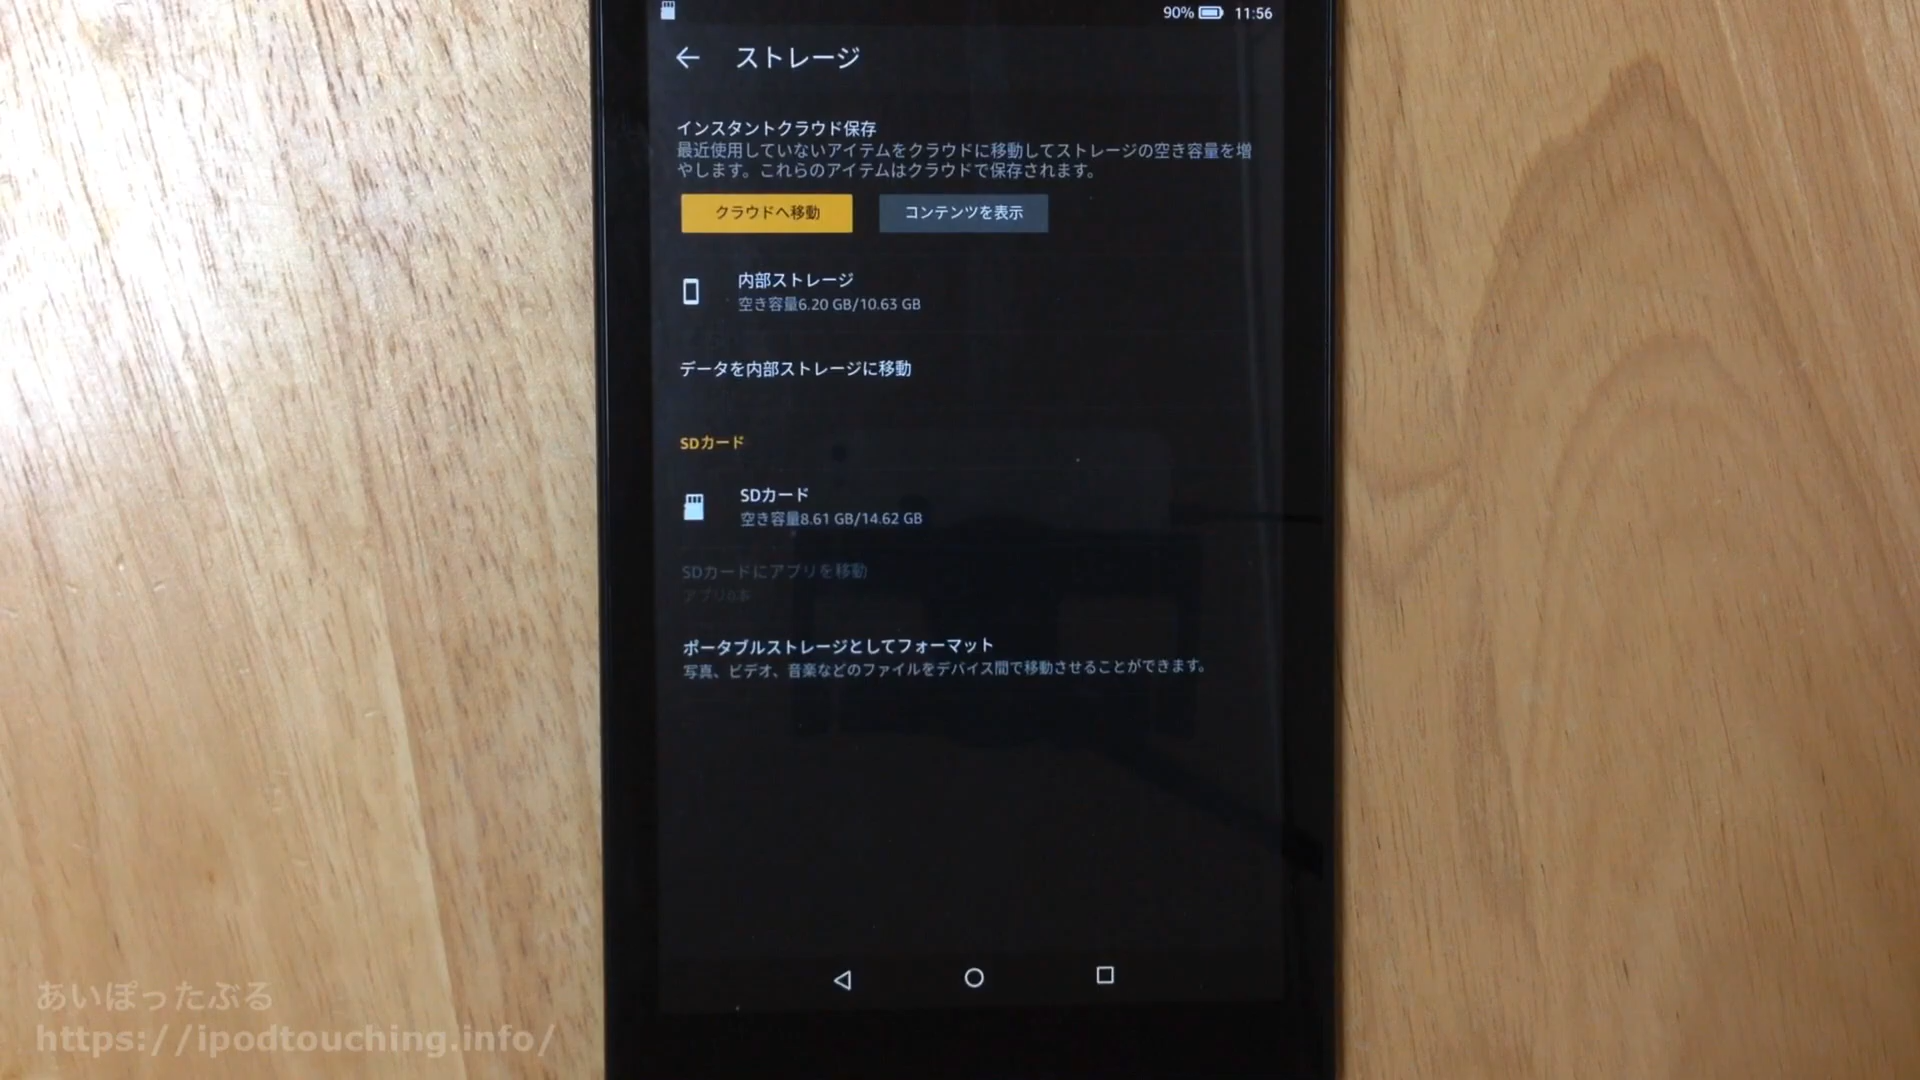 90% 11:56
ストレージ
インスタントクラウド保存
最近使用していないアイテムをクラウドに移動してストレージの空き容量を増
やします。これらのアイテムはクラウドで保存されます。
クラウドへ移動 コンテンツを表示
内部ストレージ
空き容量6.20 GB/10.63 GB
データを内部ストレージに移動
SDカード
SDカード
空き容量8.61 GB/14.62 GB
SDカードにアプリを移動
アプリ0本
ポータブルストレージとしてフォーマット
写真、ビデオ、音楽などのファイルをデバイス間で移動させることができます。
あいぽったぶる
https://ipodtouching.info/